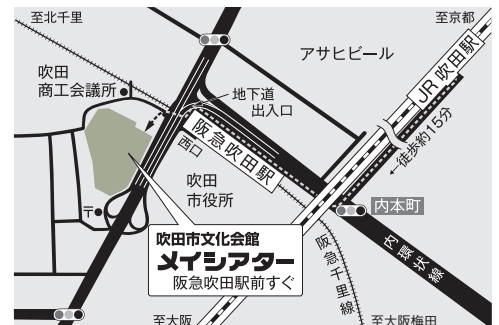 至北千里
至京都
アサヒビール
吹田
商工会議所
地下道
出入口
JR吹田駅
←徒歩約15分
阪急吹田駅
西口
吹田
市役所
〒
内本町
吹田市文化会館
メイシアター
阪急吹田駅前すぐ
阪急千里線
内環状線
至大阪
至大阪梅田